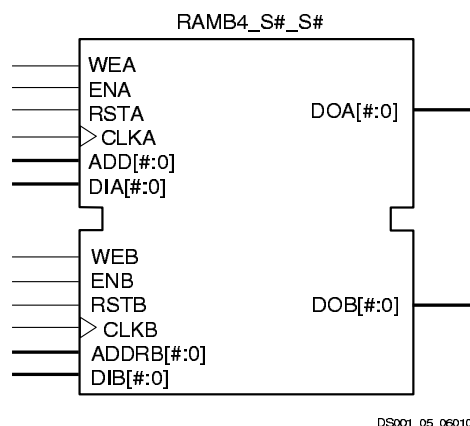 RAMB4_S#_S#
WEA
ENA
RSTA
CLKA
ADD[#:0]
DIA[#:0]
DOA[#:0]
WEB
ENB
RSTB
CLKB
ADDRB[#:0]
DIB[#:0]
DOB[#:0]
DS001_05_06010